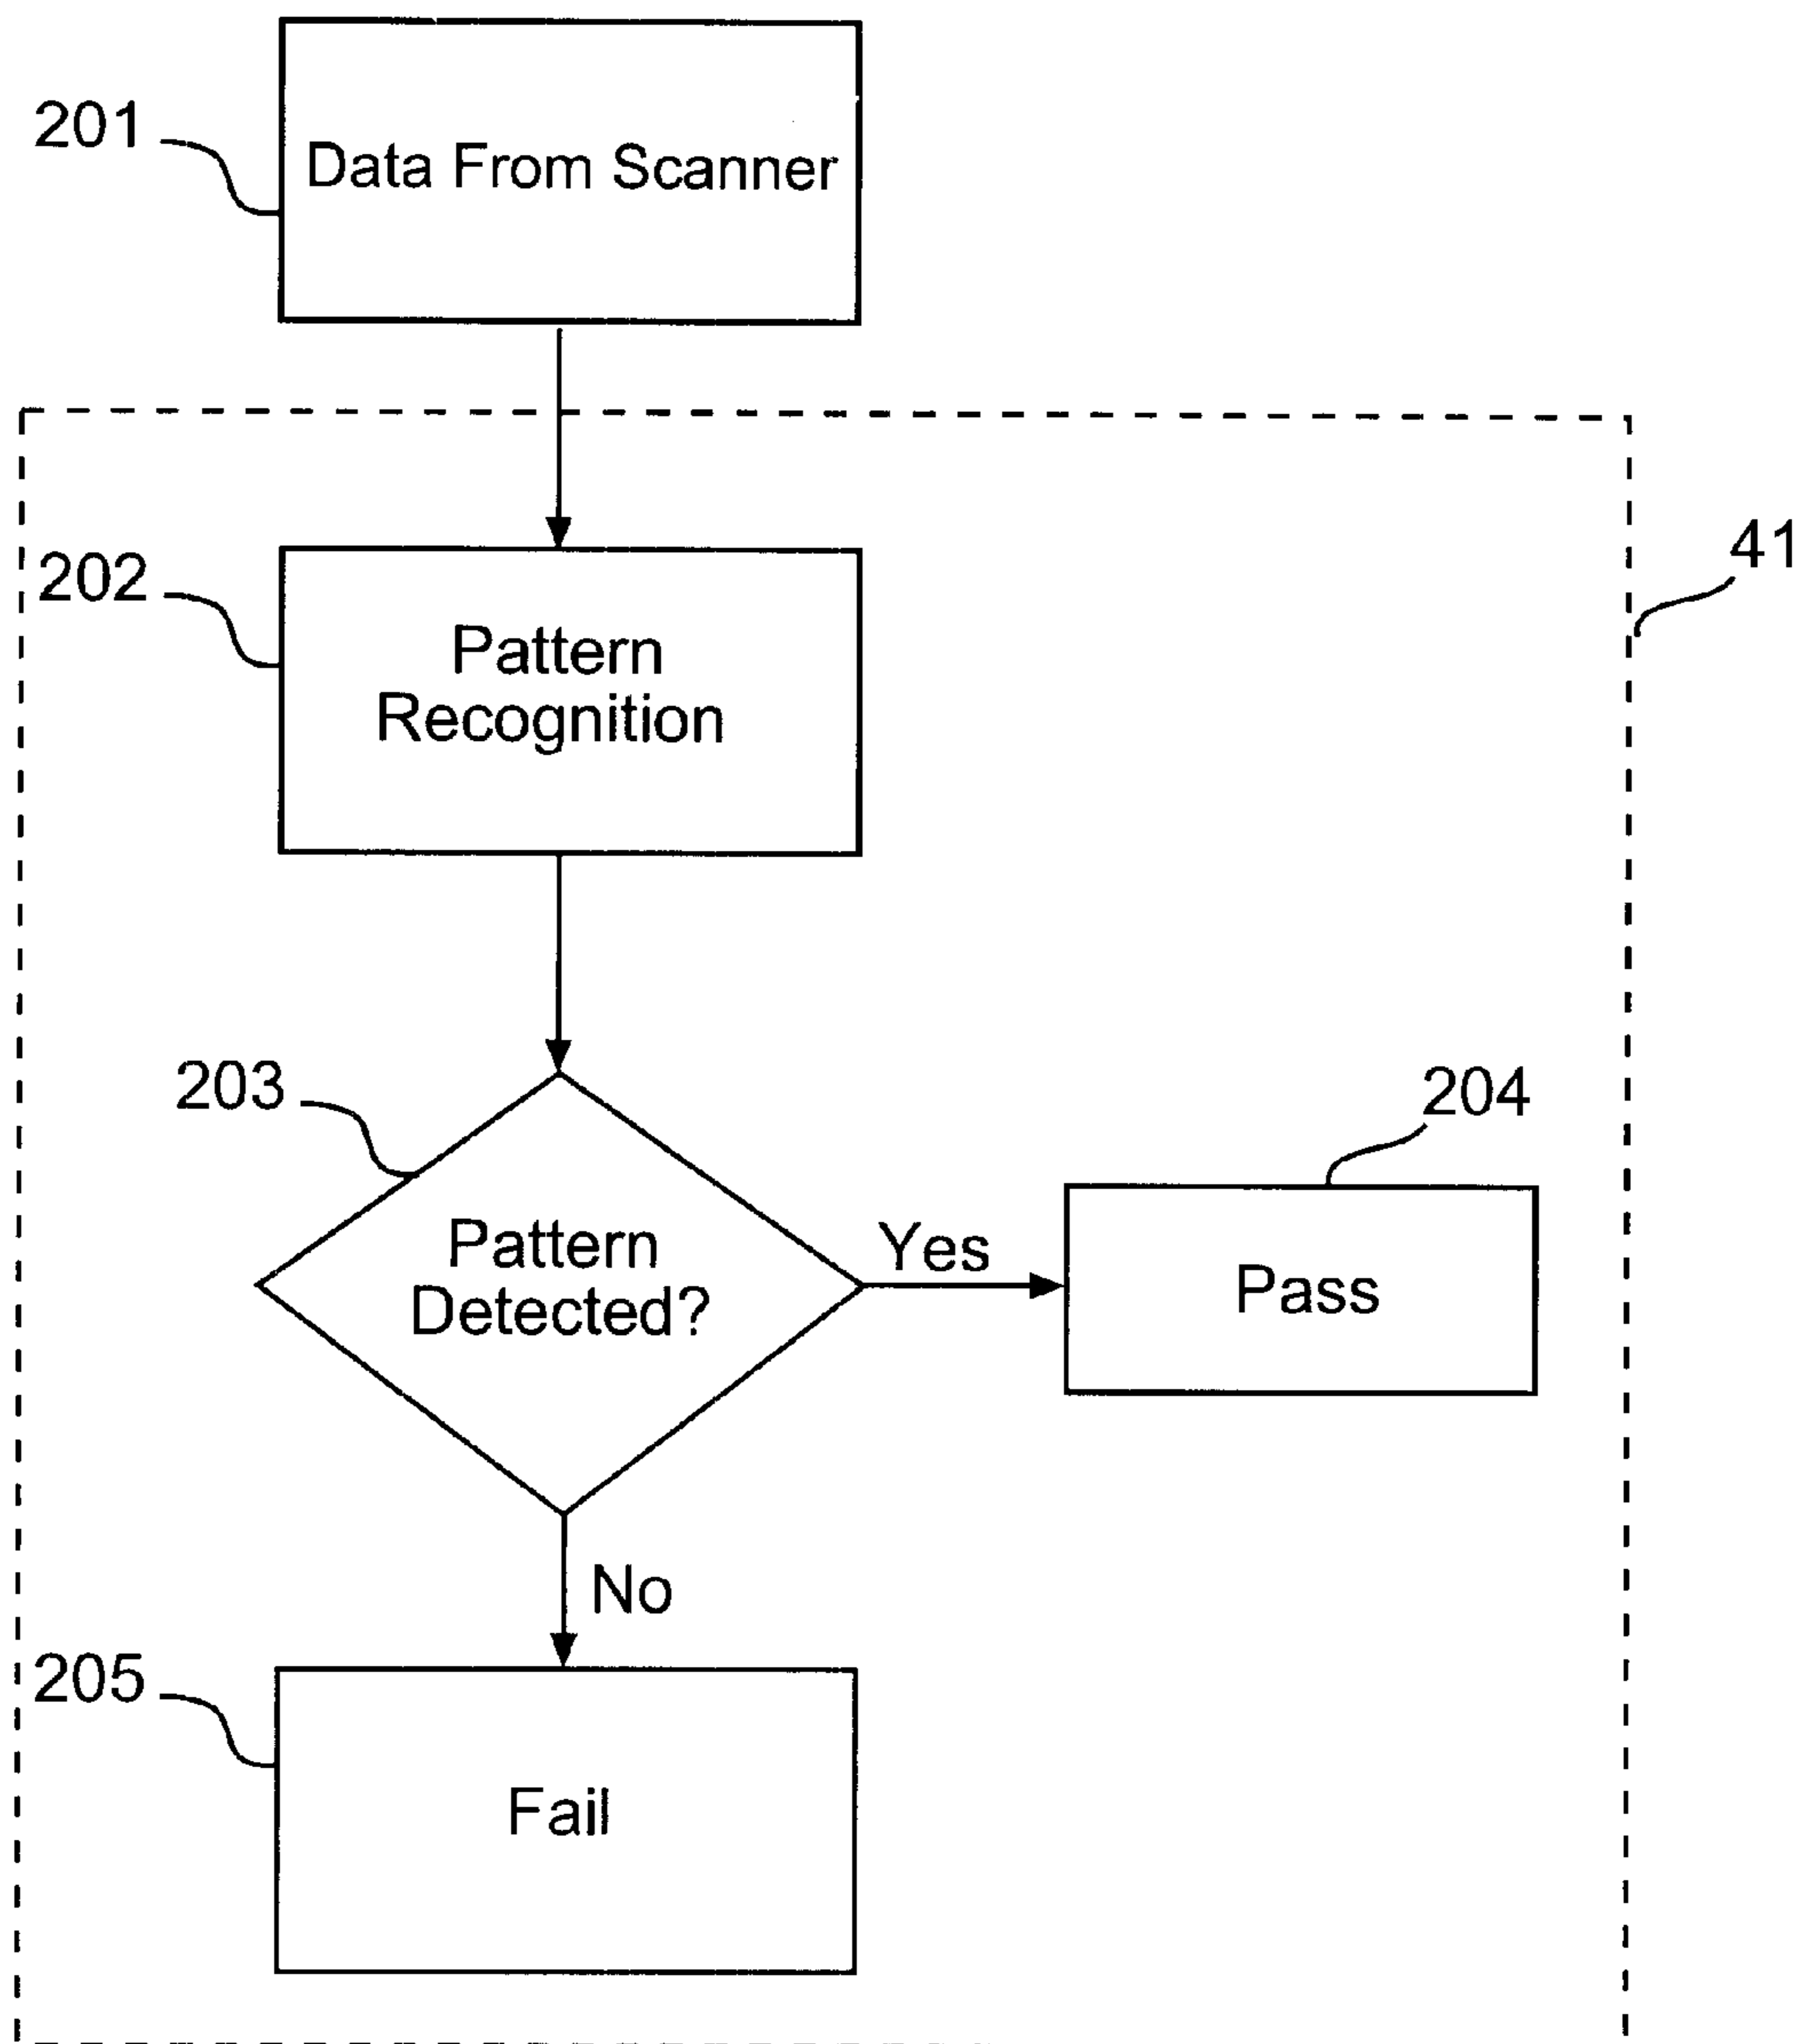 201
Data From Scanner
41
202
Pattern
Recognition
203
204
Pattern
Detected?
Yes
Pass
No
205
Fail